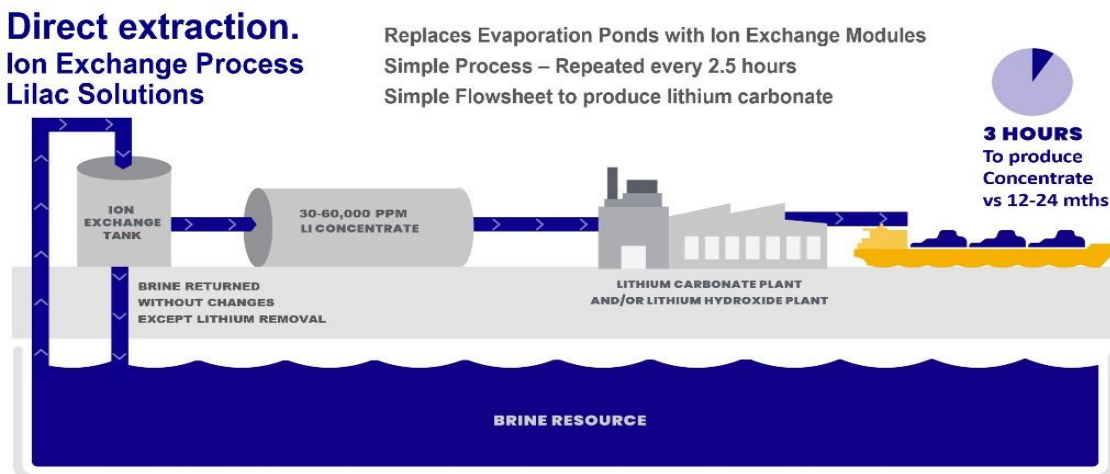 Direct extraction.
Ion Exchange Process
Lilac Solutions
Replaces Evaporation Ponds with Ion Exchange Modules
Simple Process – Repeated every 2.5 hours
Simple Flowsheet to produce lithium carbonate
3 HOURS
To produce
Concentrate
vs 12-24 mths
ION
EXCHANGE
TANK
30-60,000 PPM
LI CONCENTRATE
BRINE RETURNED
WITHOUT CHANGES
EXCEPT LITHIUM REMOVAL
LITHIUM CARBONATE PLANT
AND/OR LITHIUM HYDROXIDE PLANT
BRINE RESOURCE